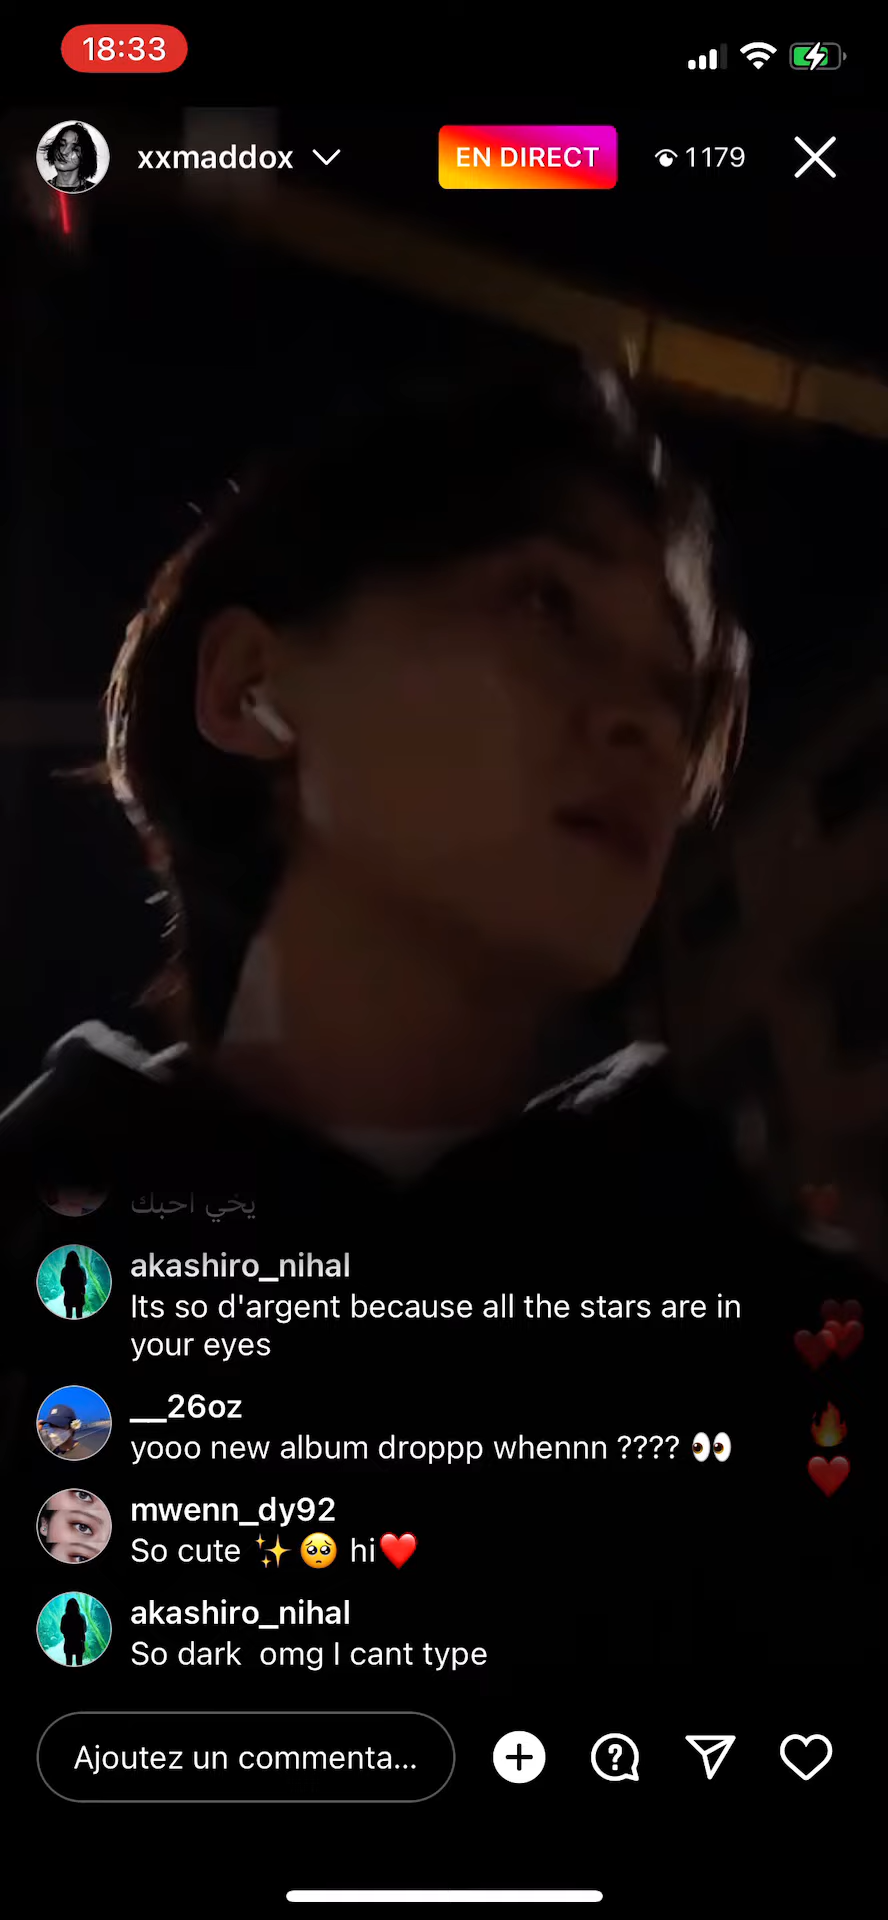 18:33
xxmaddox
EN DIRECT
1179
يخي احبك
akashiro_nihal
Its so d'argent because all the stars are in
your eyes
__26oz
yooo new album droppp whennn ???? 👀
mwenn_dy92
So cute ✨🥺 hi❤️
akashiro_nihal
So dark  omg I cant type
Ajoutez un commenta...